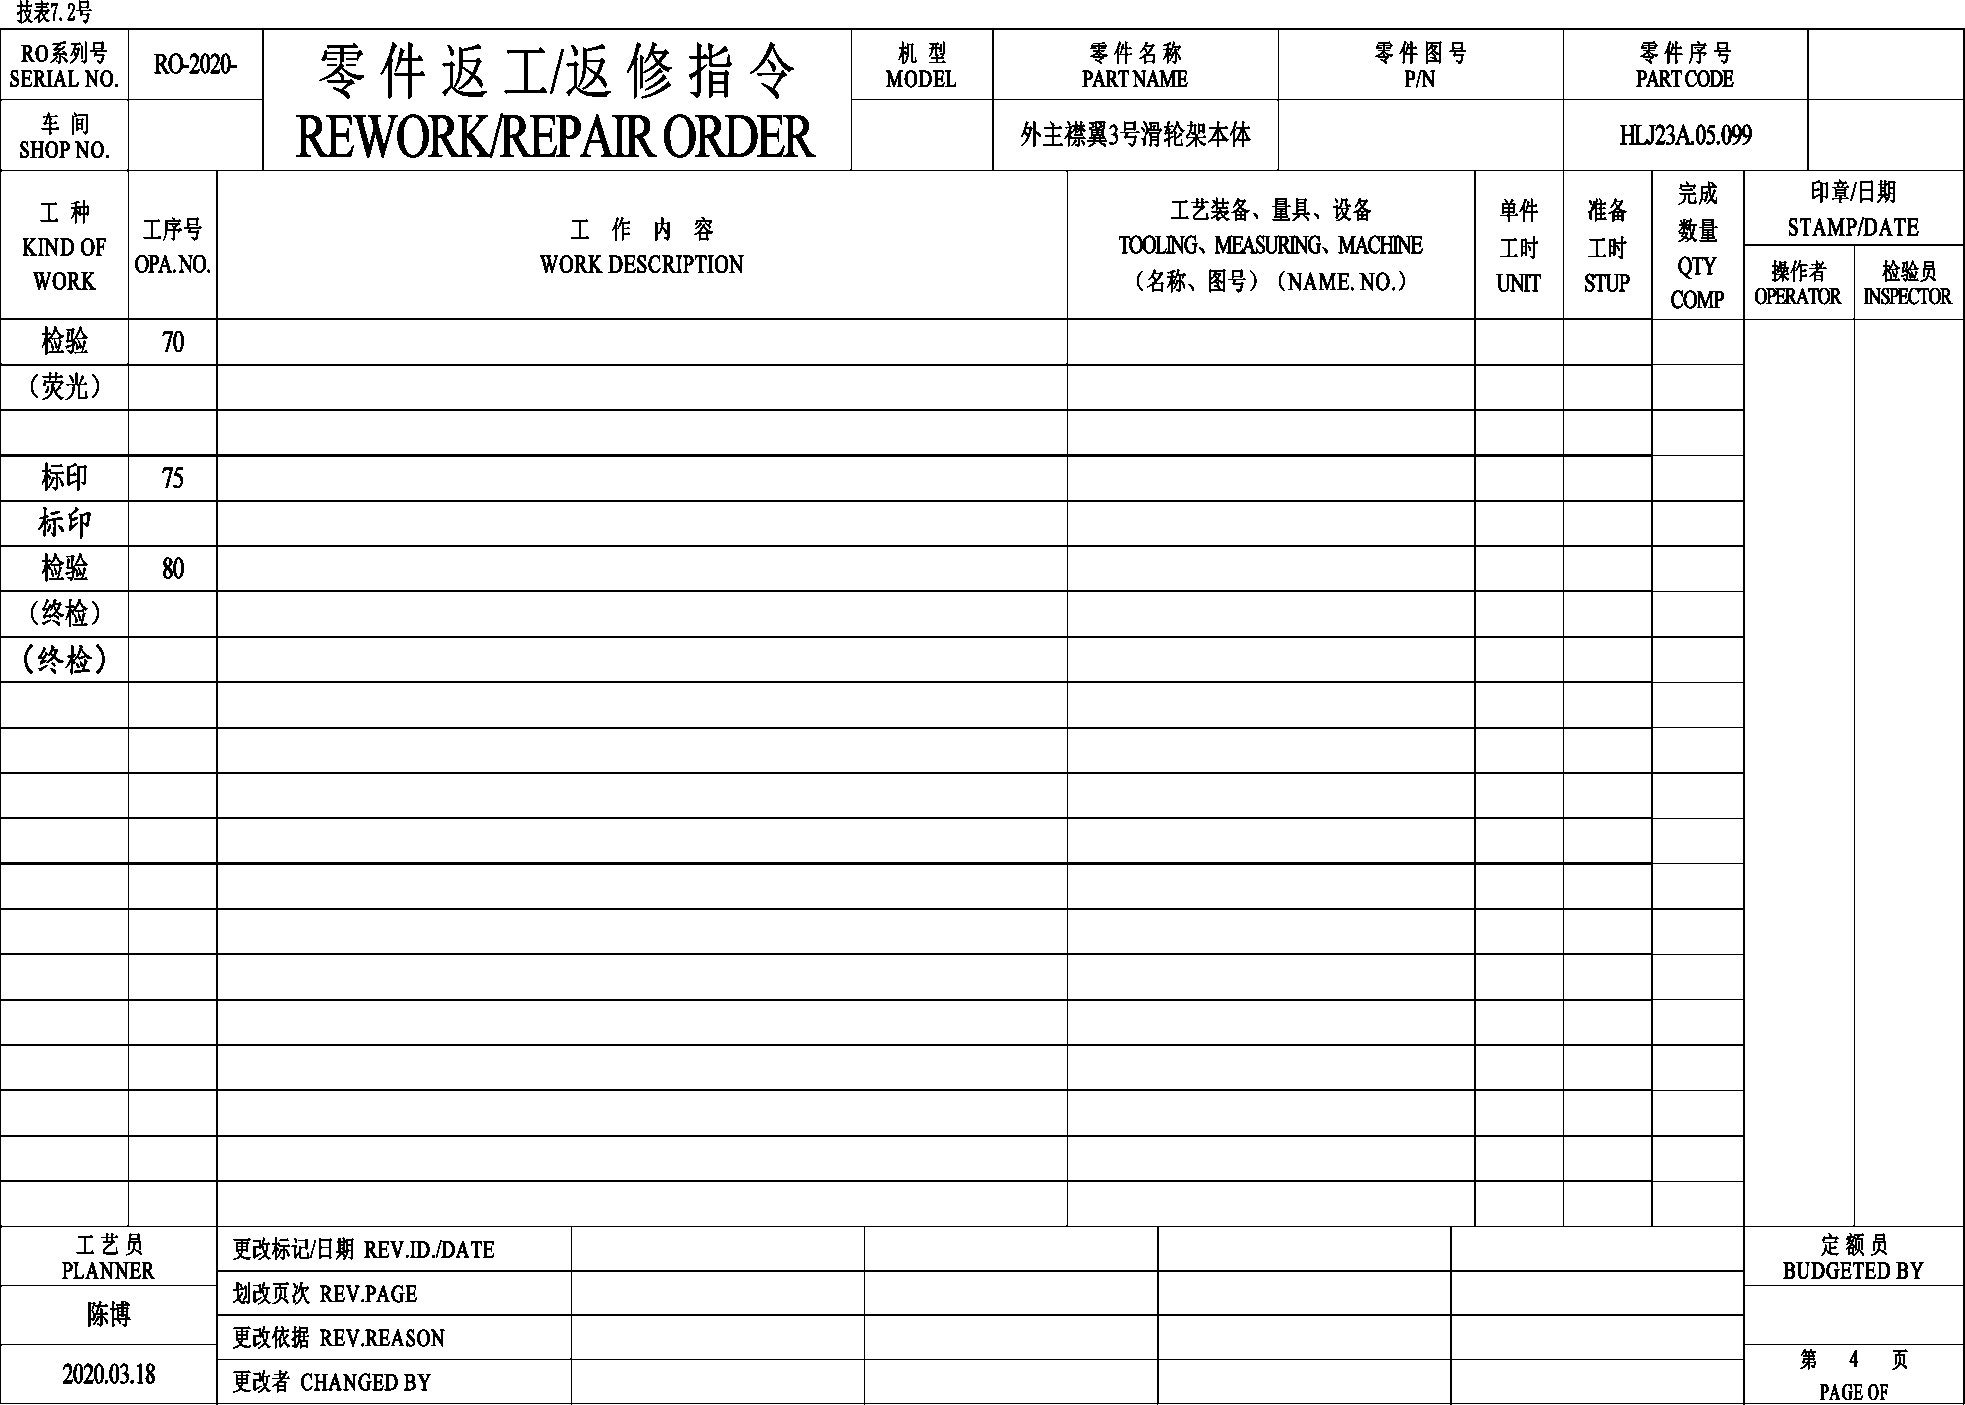 技表7.2号
RO系列号
SERIAL NO.
RO-2020-
零件返工/返修指令
REWORK/REPAIR ORDER
机型
MODEL
零件名称
PART NAME
零件图号
P/N
零件序号
PART CODE
车间
SHOP NO.
外主襟翼3号滑轮架本体
HLJ23A.05.099
工种
KIND OF
WORK
工序号
OPA.NO.
工作内容
WORK DESCRIPTION
工艺装备、量具、设备
TOOLING、MEASURING、MACHINE
（名称、图号）（NAME. NO.）
单件
工时
UNIT
准备
工时
STUP
完成
数量
QTY
COMP
印章/日期
STAMP/DATE
操作者
OPERATOR
检验员
INSPECTOR
检验 70
（荧光）
标印 75
标印
检验 80
（终检）
（终检）
工艺员
PLANNER
陈博
2020.03.18
更改标记/日期 REV.ID./DATE
划改页次 REV.PAGE
更改依据 REV.REASON
更改者 CHANGED BY
定额员
BUDGETED BY
第 4 页
PAGE OF